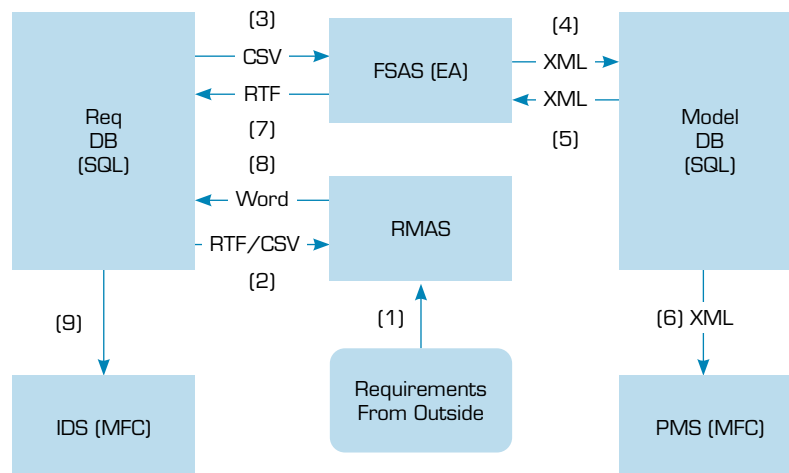 (3)
(4)
CSV
FSAS (EA)
XML
RTF
XML
Req
DB
(SQL)
Model
DB
(SQL)
(7)
(5)
(8)
Word
RMAS
RTF/CSV
(2)
(9)
(1)
(6) XML
IDS (MFC)
Requirements
From Outside
PMS (MFC)